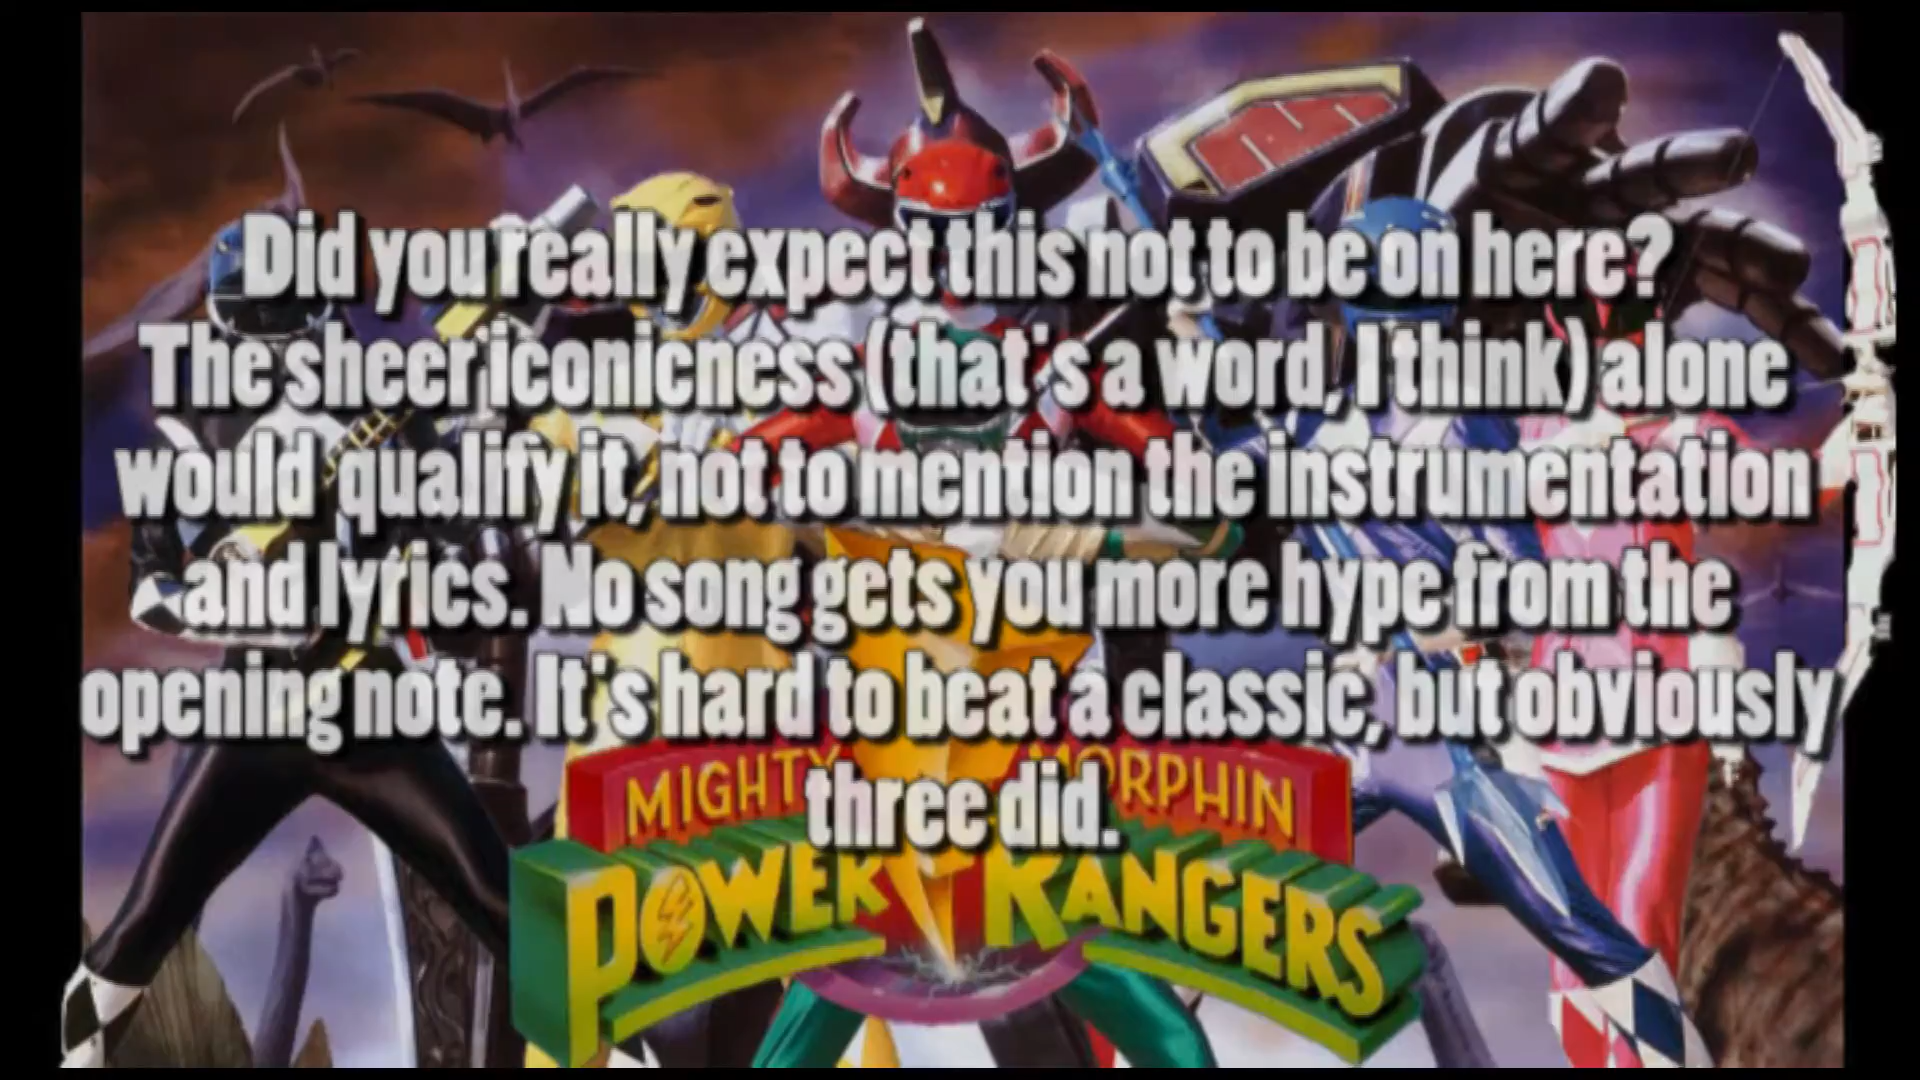 Did you really expect this not to be on here?
The sheer iconicness (that's a word, I think) alone
would qualify it, not to mention the instrumentation
and lyrics. No song gets you more hype from the
opening note. It's hard to beat a classic, but obviously
three did.
MIGHTY MORPHIN
POWER RANGERS